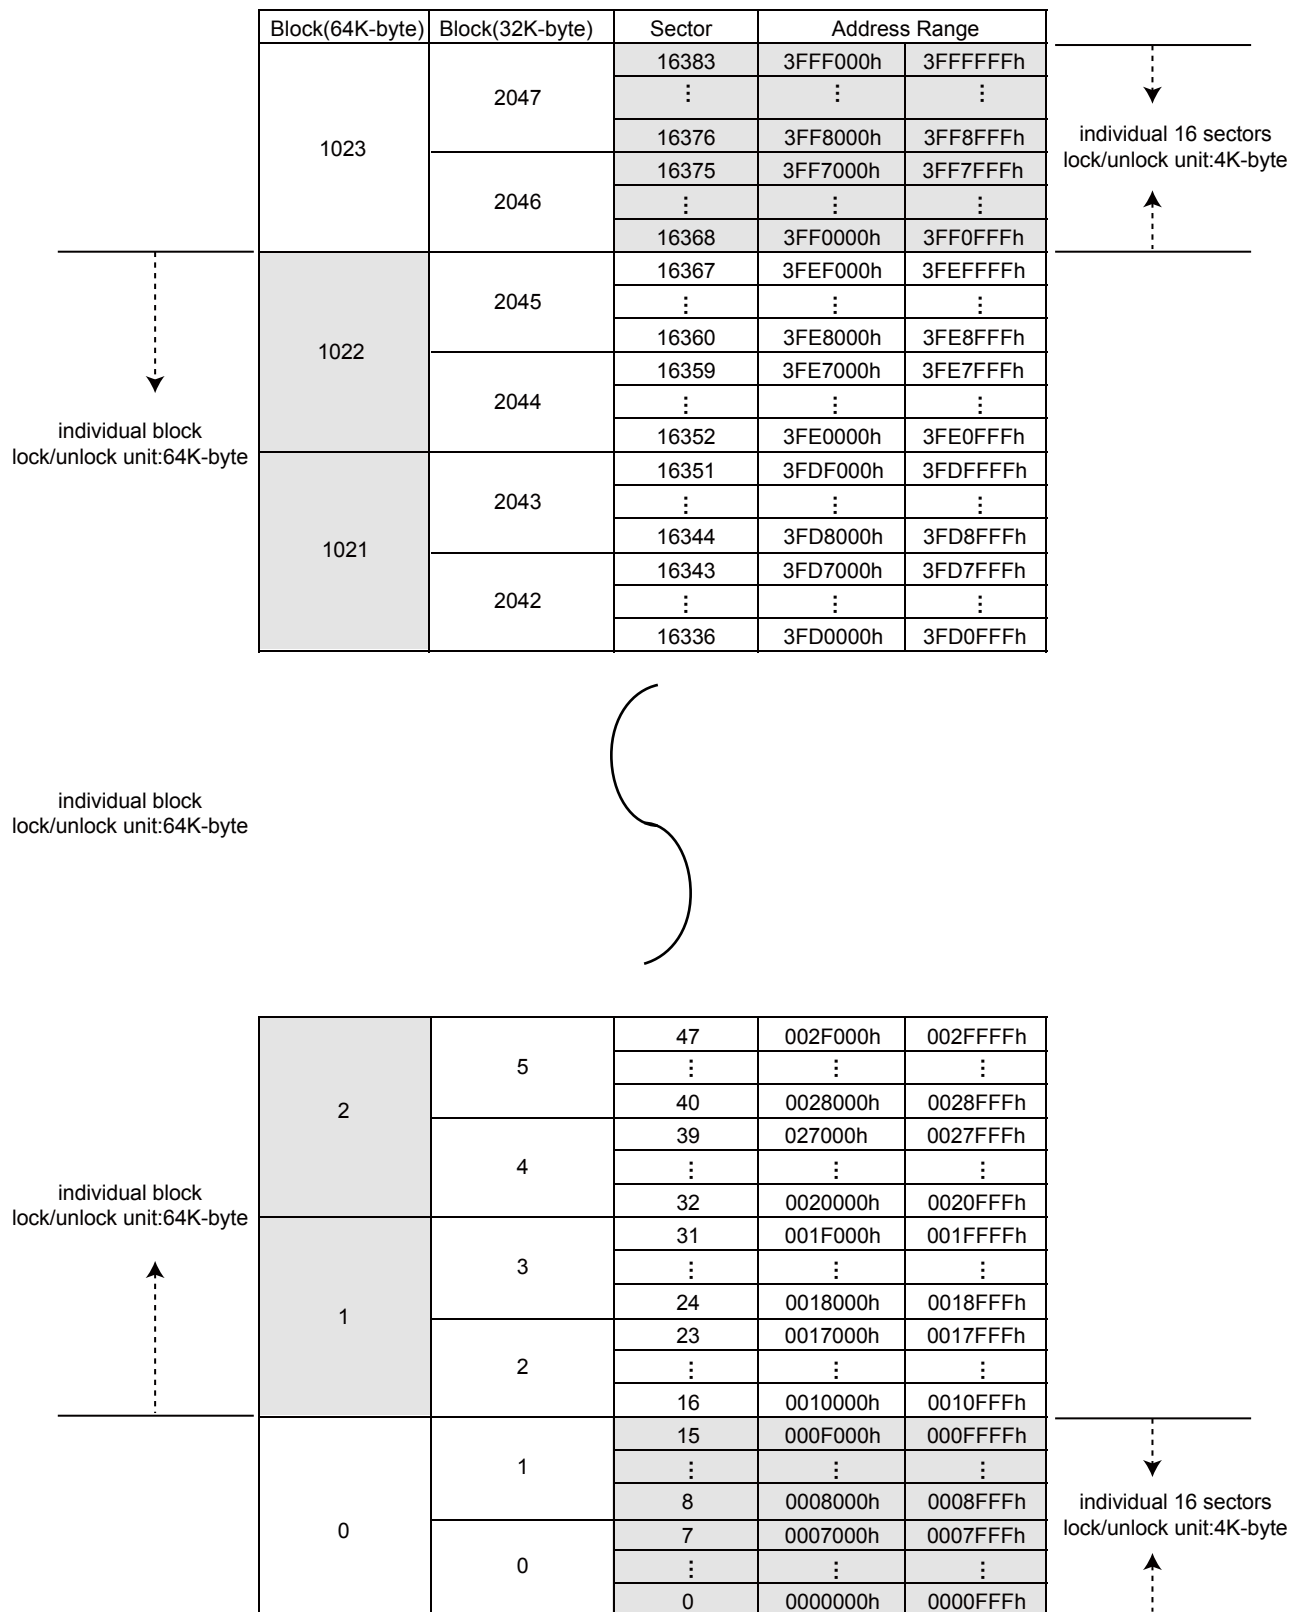 Block(64K-byte) Block(32K-byte) Sector Address Range
16383 3FFF000h 3FFFFFFh
2047
⋮ ⋮ ⋮
individual 16 sectors
lock/unlock unit:4K-byte
16376 3FF8000h 3FF8FFFh
1023
16375 3FF7000h 3FF7FFFh
2046
⋮ ⋮ ⋮
16368 3FF0000h 3FF0FFFh
16367 3FEF000h 3FEFFFFh
2045
⋮ ⋮ ⋮
16360 3FE8000h 3FE8FFFh
1022
16359 3FE7000h 3FE7FFFh
2044
⋮ ⋮ ⋮
individual block
lock/unlock unit:64K-byte
16352 3FE0000h 3FE0FFFh
16351 3FDF000h 3FDFFFFh
2043
⋮ ⋮ ⋮
16344 3FD8000h 3FD8FFFh
1021
16343 3FD7000h 3FD7FFFh
2042
⋮ ⋮ ⋮
16336 3FD0000h 3FD0FFFh
individual block
lock/unlock unit:64K-byte
47 002F000h 002FFFFh
5
⋮ ⋮ ⋮
40 0028000h 0028FFFh
2
39 027000h 0027FFFh
4
⋮ ⋮ ⋮
individual block
lock/unlock unit:64K-byte
32 0020000h 0020FFFh
31 001F000h 001FFFFh
3
⋮ ⋮ ⋮
24 0018000h 0018FFFh
1
23 0017000h 0017FFFh
2
⋮ ⋮ ⋮
16 0010000h 0010FFFh
15 000F000h 000FFFFh
1
⋮ ⋮ ⋮
8 0008000h 0008FFFh
individual 16 sectors
lock/unlock unit:4K-byte
0
7 0007000h 0007FFFh
0
⋮ ⋮ ⋮
0 0000000h 0000FFFh